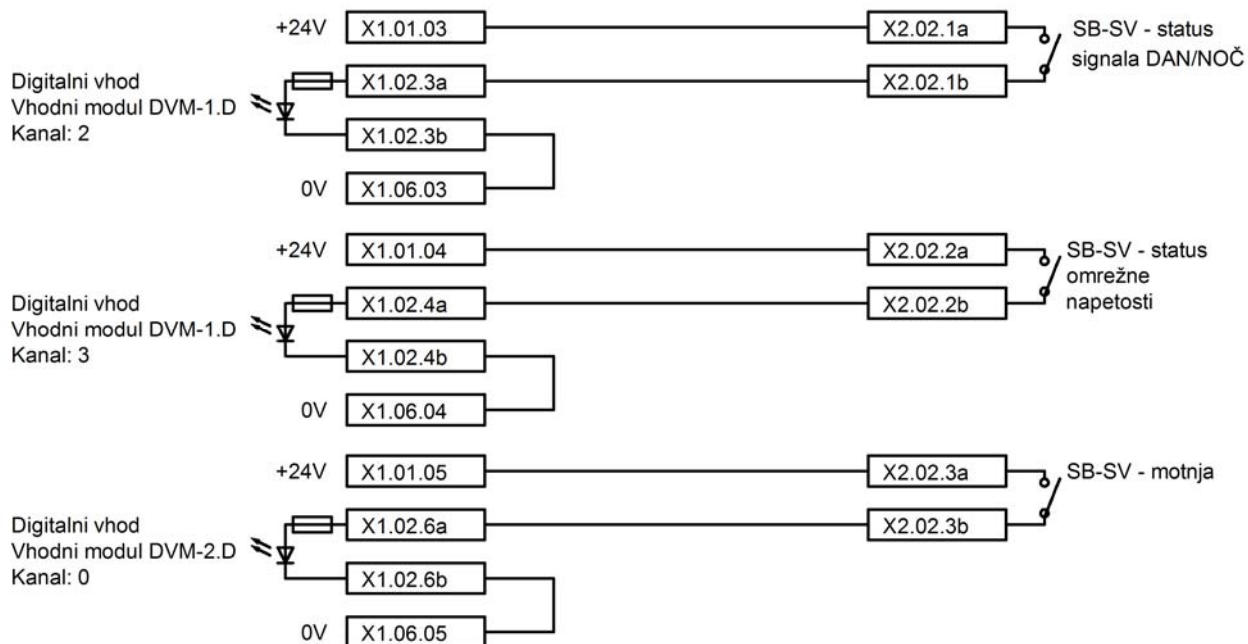 +24V X1.01.03 X2.02.1a SB-SV - status
signala DAN/NOČ
Digitalni vhod
Vhodni modul DVM-1.D
Kanal: 2
X1.02.3a X2.02.1b
X1.02.3b
0V X1.06.03
+24V X1.01.04 X2.02.2a SB-SV - status
omrežne
napetosti
Digitalni vhod
Vhodni modul DVM-1.D
Kanal: 3
X1.02.4a X2.02.2b
X1.02.4b
0V X1.06.04
+24V X1.01.05 X2.02.3a SB-SV - motnja
Digitalni vhod
Vhodni modul DVM-2.D
Kanal: 0
X1.02.6a X2.02.3b
X1.02.6b
0V X1.06.05